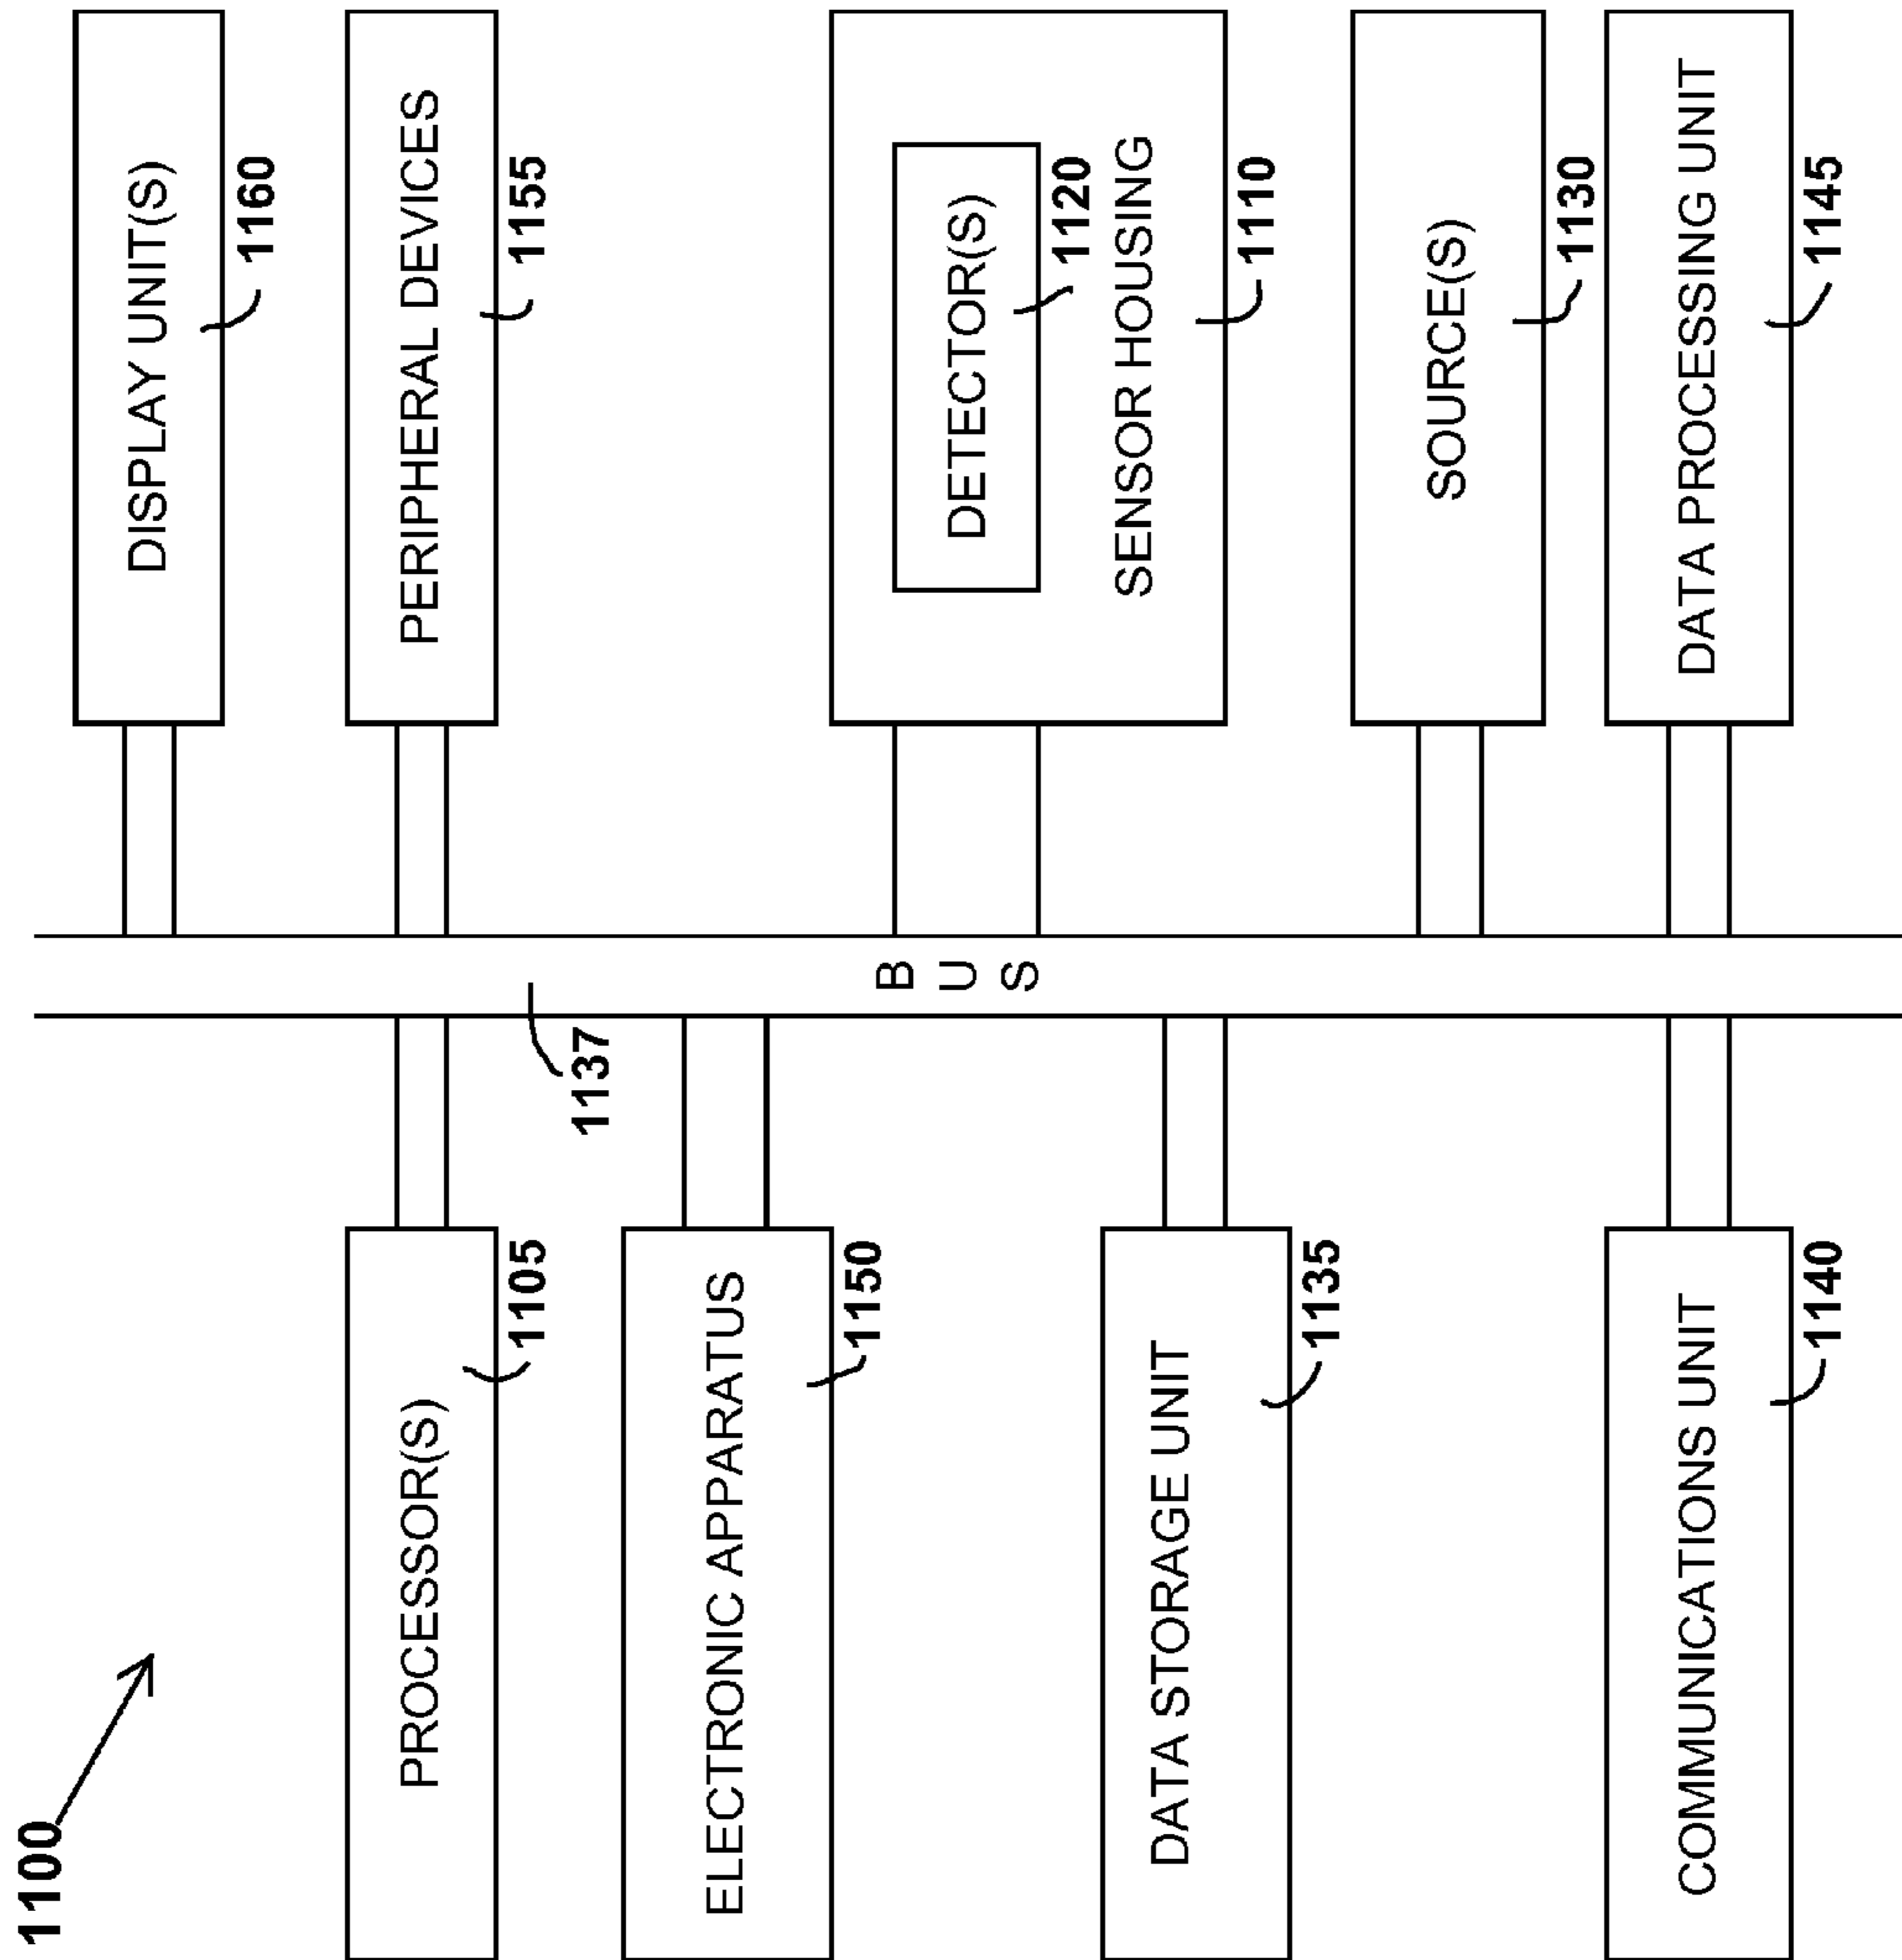 1100
DISPLAY UNIT(S)
1160
PROCESSOR(S)
1105
PERIPHERAL DEVICES
1155
1137
ELECTRONIC APPARATUS
1150
BUS
DETECTOR(S)
1120
SENSOR HOUSING
1110
DATA STORAGE UNIT
1135
SOURCE(S)
1130
COMMUNICATIONS UNIT
1140
DATA PROCESSING UNIT
1145